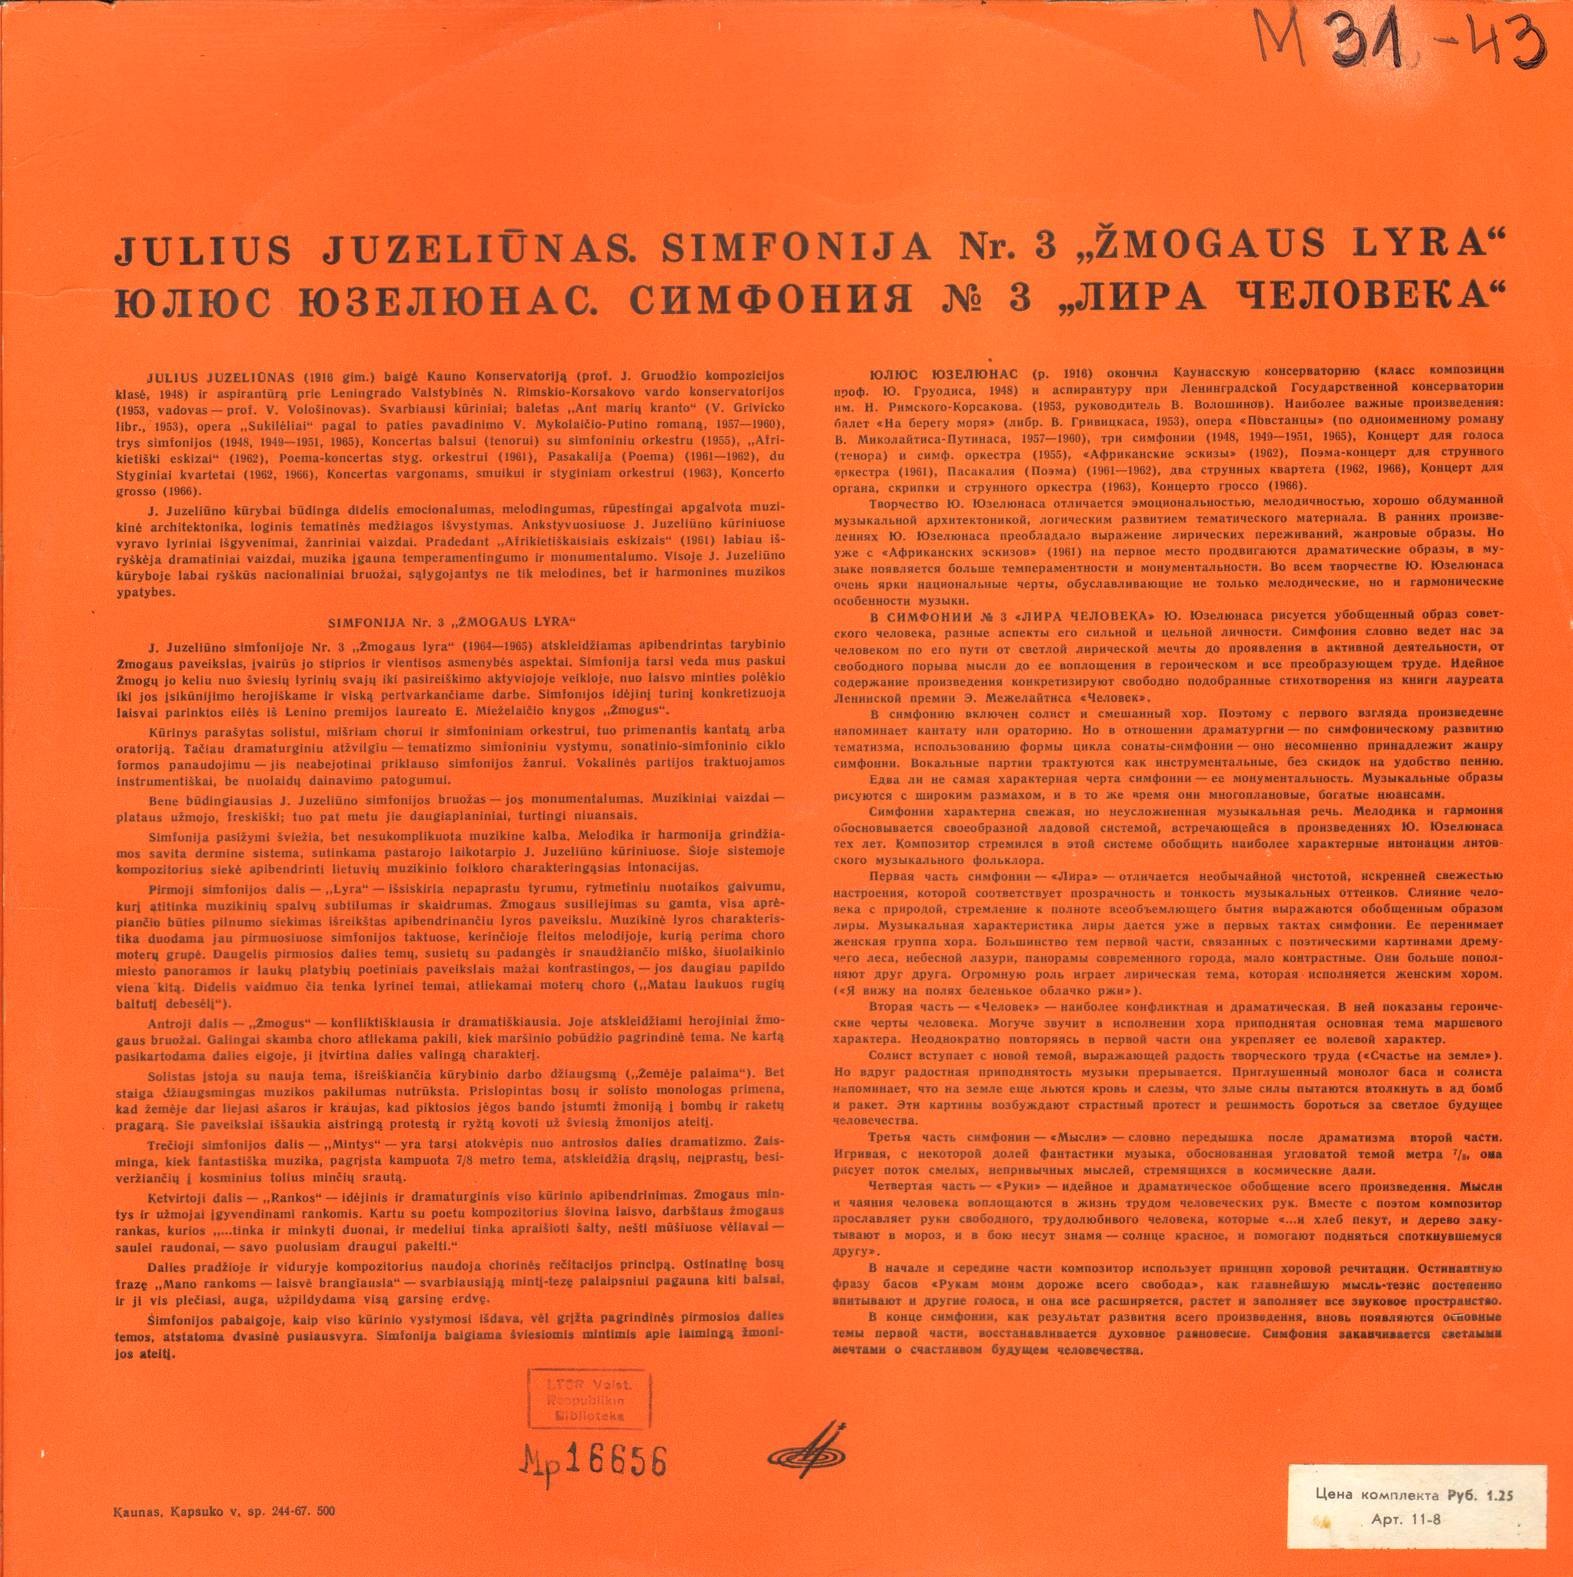 M 31-43
JULIUS JUZELIŪNAS. SIMFONIJA Nr. 3 „ŽMOGAUS LYRA“
ЮЛЮС ЮЗЕЛЮНАС. СИМФОНИЯ № 3 „ЛИРА ЧЕЛОВЕКА“
JULIUS JUZELIŪNAS (1916 gim.) baigė Kauno Konservatoriją (prof. J. Gruodžio kompozicijos
klasė, 1948) ir aspirantūrą prie Leningrado Valstybinės N. Rimskio-Korsakovo vardo konservatorijos
(1953, vadovas — prof. V. Vološinovas). Svarbiausi kūriniai; baletas „Ant marių kranto“ (V. Grivicko
libr., 1953), opera „Sukilėliai“ pagal to paties pavadinimo V. Mykolaičio-Putino romaną, 1957—1960),
trys simfonijos (1948, 1949—1951, 1965), Koncertas balsui (tenorui) su simfoniniu orkestru (1955), „Afri-
kietiški eskizai“ (1962), Poema-koncertas styg. orkestrui (1961), Pasakalija (Poema) (1961—1962), du
Styginiai kvartetai (1962, 1966), Koncertas vargonams, smuikui ir styginiam orkestrui (1963), Koncerto
grosso (1966).
J. Juzeliūno kūrybai būdinga didelis emocionalumas, melodingumas, rūpestingai apgalvota muzi-
kinė architektonika, loginis tematinės medžiagos išvystymas. Ankstyvuosiuose J. Juzeliūno kūriniuose
vyravo lyriniai išgyvenimai, žanriniai vaizdai. Pradedant „Afrikietiškaisiais eskizais“ (1961) labiau iš-
ryškėja dramatiniai vaizdai, muzika įgauna temperamentingumo ir monumentalumo. Visoje J. Juzeliūno
kūryboje labai ryškūs nacionaliniai bruožai, sąlygojantys ne tik melodines, bet ir harmonines muzikos
ypatybes.
SIMFONIJA Nr. 3 „ŽMOGAUS LYRA“
J. Juzeliūno simfonijoje Nr. 3 „Žmogaus lyra“ (1964—1965) atskleidžiamas apibendrintas tarybinio
Žmogaus paveikslas, įvairūs jo stiprios ir vientisos asmenybės aspektai. Simfonija tarsi veda mus paskui
Žmogų jo keliu nuo šviesių lyrinių svajų iki pasireiškimo aktyviojoje veikloje, nuo laisvo minties polėkio
iki jos įsikūnijimo herojiškame ir viską pertvarkančiame darbe. Simfonijos idėjinį turinį konkretizuoja
laisvai parinktos eilės iš Lenino premijos laureato E. Mieželaičio knygos „Žmogus“.
Kūrinys parašytas solistui, mišriam chorui ir simfoniniam orkestrui, tuo primenantis kantatą arba
oratoriją. Tačiau dramaturginiu atžvilgiu — tematizmo simfoniniu vystymu, sonatinio-simfoninio ciklo
formos panaudojimu — jis neabejotinai priklauso simfonijos žanrui. Vokalinės partijos traktuojamos
instrumentiškai, be nuolaidų dainavimo patogumui.
Bene būdingiausias J. Juzeliūno simfonijos bruožas — jos monumentalumas. Muzikiniai vaizdai —
plataus užmojo, freskiški; tuo pat metu jie daugiaplaniniai, turtingi niuansais.
Simfonija pasižymi šviežia, bet nesukomplikuota muzikine kalba. Melodika ir harmonija grindžia-
mos savita dermine sistema, sutinkama pastarojo laikotarpio J. Juzeliūno kūriniuose. Šioje sistemoje
kompozitorius siekė apibendrinti lietuvių muzikinio folkloro charakteringąsias intonacijas.
Pirmoji simfonijos dalis — „Lyra“ — išsiskiria nepaprastu tyrumu, rytmetiniu nuotaikos gaivumu,
kurį atitinka muzikinių spalvų subtilumas ir skaidrumas. Žmogaus susiliejimas su gamta, visa aprė-
piančio būties pilnumo siekimas išreikštas apibendrinančiu lyros paveikslu. Muzikinė lyros charakteris-
tika duodama jau pirmuosiuose simfonijos taktuose, kerinčioje fleitos melodijoje, kurią perima choro
moterų grupė. Daugelis pirmosios dalies temų, susietų su padangės ir snaudžiančio miško, šiuolaikinio
miesto panoramos ir laukų platybių poetiniais paveikslais mažai kontrastingos, — jos daugiau papildo
viena kitą. Didelis vaidmuo čia tenka lyrinei temai, atliekamai moterų choro („Matau laukuos rugių
baltutį debesėlį“).
Antroji dalis — „Žmogus“ — konfliktiškiausia ir dramatiškiausia. Joje atskleidžiami herojiniai žmo-
gaus bruožai. Galingai skamba choro atliekama pakili, kiek maršinio pobūdžio pagrindinė tema. Ne kartą
pasikartodama dalies eigoje, ji įtvirtina dalies valingą charakterį.
Solistas įstoja su nauja tema, išreiškiančia kūrybinio darbo džiaugsmą („Žemėje palaima“). Bet
staiga džiaugsmingas muzikos pakilumas nutrūksta. Prislopintas bosų ir solisto monologas primena,
kad žemėje dar liejasi ašaros ir kraujas, kad piktosios jėgos bando įstumti žmoniją į bombų ir raketų
pragarą. Šie paveikslai iššaukia aistringą protestą ir ryžtą kovoti už šviesią žmonijos ateitį.
Trečioji simfonijos dalis — „Mintys“ — yra tarsi atokvėpis nuo antrosios dalies dramatizmo. Žais-
minga, kiek fantastiška muzika, pagrįsta kampuota 7/8 metro tema, atskleidžia drąsių, neįprastų, besi-
veržiančių į kosminius tolius minčių srautą.
Ketvirtoji dalis — „Rankos“ — idėjinis ir dramaturginis viso kūrinio apibendrinimas. Žmogaus min-
tys ir užmojai įgyvendinami rankomis. Kartu su poetu kompozitorius šlovina laisvo, darbštaus žmogaus
rankas, kurios „...tinka ir minkyti duonai, ir medeliui tinka apraišioti šalty, nešti mūšiuose vėliavai —
saulei raudonai, — savo puolusiam draugui pakelti.“
Dalies pradžioje ir viduryje kompozitorius naudoja chorinės rečitacijos principą. Ostinatinę bosų
frazę „Mano rankoms — laisvė brangiausia“ — svarbiausiąją mintį-tezę palaipsniui pagauna kiti balsai,
ir ji vis plečiasi, auga, užpildydama visą garsinę erdvę.
Simfonijos pabaigoje, kaip viso kūrinio vystymosi išdava, vėl grįžta pagrindinės pirmosios dalies
temos, atstatoma dvasinė pusiausvyra. Simfonija baigiama šviesiomis mintimis apie laimingą žmoni-
jos ateitį.
ЮЛЮС ЮЗЕЛЮНАС (р. 1916) окончил Каунасскую консерваторию (класс композиции
проф. Ю. Груодиса, 1948) и аспирантуру при Ленинградской Государственной консерватории
им. Н. Римского-Корсакова. (1953, руководитель В. Волошинов). Наиболее важные произведения:
балет «На берегу моря» (либр. В. Гривицкаса, 1953), опера «Повстанцы» (по одноименному роману
В. Миколайтиса-Путинаса, 1957—1960), три симфонии (1948, 1949—1951, 1965), Концерт для голоса
(тенора) и симф. оркестра (1955), «Африканские эскизы» (1962), Поэма-концерт для струнного
оркестра (1961), Пасакалия (Поэма) (1961—1962), два струнных квартета (1962, 1966), Концерт для
органа, скрипки и струнного оркестра (1963), Концерто гроссо (1966).
Творчество Ю. Юзелюнаса отличается эмоциональностью, мелодичностью, хорошо обдуманной
музыкальной архитектоникой, логическим развитием тематического материала. В ранних произве-
дениях Ю. Юзелюнаса преобладало выражение лирических переживаний, жанровые образы. Но
уже с «Африканских эскизов» (1961) на первое место продвигаются драматические образы, в му-
зыке появляется больше темпераментности и монументальности. Во всем творчестве Ю. Юзелюнаса
очень ярки национальные черты, обуславливающие не только мелодические, но и гармонические
особенности музыки.
В СИМФОНИИ № 3 «ЛИРА ЧЕЛОВЕКА» Ю. Юзелюнаса рисуется убобщенный образ совет-
ского человека, разные аспекты его сильной и цельной личности. Симфония словно ведет нас за
человеком по его пути от светлой лирической мечты до проявления в активной деятельности, от
свободного порыва мысли до ее воплощения в героическом и все преобразующем труде. Идейное
содержание произведения конкретизируют свободно подобранные стихотворения из книги лауреата
Ленинской премии Э. Межелайтиса «Человек».
В симфонию включен солист и смешанный хор. Поэтому с первого взгляда произведение
напоминает кантату или ораторию. Но в отношении драматургии — по симфоническому развитию
тематизма, использованию формы цикла сонаты-симфонии — оно несомненно принадлежит жанру
симфонии. Вокальные партии трактуются как инструментальные, без скидок на удобство пению.
Едва ли не самая характерная черта симфонии — ее монументальность. Музыкальные образы
рисуются с широким размахом, и в то же время они многоплановые, богатые нюансами.
Симфонии характерна свежая, но неусложненная музыкальная речь. Мелодика и гармония
обосновывается своеобразной ладовой системой, встречающейся в произведениях Ю. Юзелюнаса
тех лет. Композитор стремился в этой системе обобщить наиболее характерные интонации литов-
ского музыкального фольклора.
Первая часть симфонии — «Лира» — отличается необычайной чистотой, искренней свежестью
настроения, которой соответствует прозрачность и тонкость музыкальных оттенков. Слияние чело-
века с природой, стремление к полноте всеобъемлющего бытия выражаются обобщенным образом
лиры. Музыкальная характеристика лиры дается уже в первых тактах симфонии. Ее перенимает
женская группа хора. Большинство тем первой части, связанных с поэтическими картинами дрему-
чего леса, небесной лазури, панорамы современного города, мало контрастные. Они больше попол-
няют друг друга. Огромную роль играет лирическая тема, которая исполняется женским хором.
(«Я вижу на полях беленькое облачко ржи»).
Вторая часть — «Человек» — наиболее конфликтная и драматическая. В ней показаны героиче-
ские черты человека. Могуче звучит в исполнении хора приподнятая основная тема маршевого
характера. Неоднократно повторяясь в первой части она укрепляет ее волевой характер.
Солист вступает с новой темой, выражающей радость творческого труда («Счастье на земле»).
Но вдруг радостная приподнятость музыки прерывается. Приглушенный монолог баса и солиста
напоминает, что на земле еще льются кровь и слезы, что злые силы пытаются втолкнуть в ад бомб
и ракет. Эти картины возбуждают страстный протест и решимость бороться за светлое будущее
человечества.
Третья часть симфонии — «Мысли» — словно передышка после драматизма второй части.
Игривая, с некоторой долей фантастики музыка, обоснованная угловатой темой метра 7/8, она
рисует поток смелых, непривычных мыслей, стремящихся в космические дали.
Четвертая часть — «Руки» — идейное и драматическое обобщение всего произведения. Мысли
и чаяния человека воплощаются в жизнь трудом человеческих рук. Вместе с поэтом композитор
прославляет руки свободного, трудолюбивого человека, которые «...и хлеб пекут, и дерево заку-
тывают в мороз, и в бою несут знамя — солнце красное, и помогают подняться споткнувшемуся
другу».
В начале и середине части композитор использует принцип хоровой речитации. Остинантную
фразу басов «Рукам моим дороже всего свобода», как главнейшую мысль-тезис постепенно
впитывают и другие голоса, и она все расширяется, растет и заполняет все звуковое пространство.
В конце симфонии, как результат развития всего произведения, вновь появляются основные
темы первой части, восстанавливается духовное равновесие. Симфония заканчивается светлыми
мечтами о счастливом будущем человечества.
LTSR Valst.
Respublikin
Biblioteka
Mp16656
Kaunas, Kapsuko v. sp. 244-67. 500
Цена комплекта Руб. 1.25
Арт. 11-8